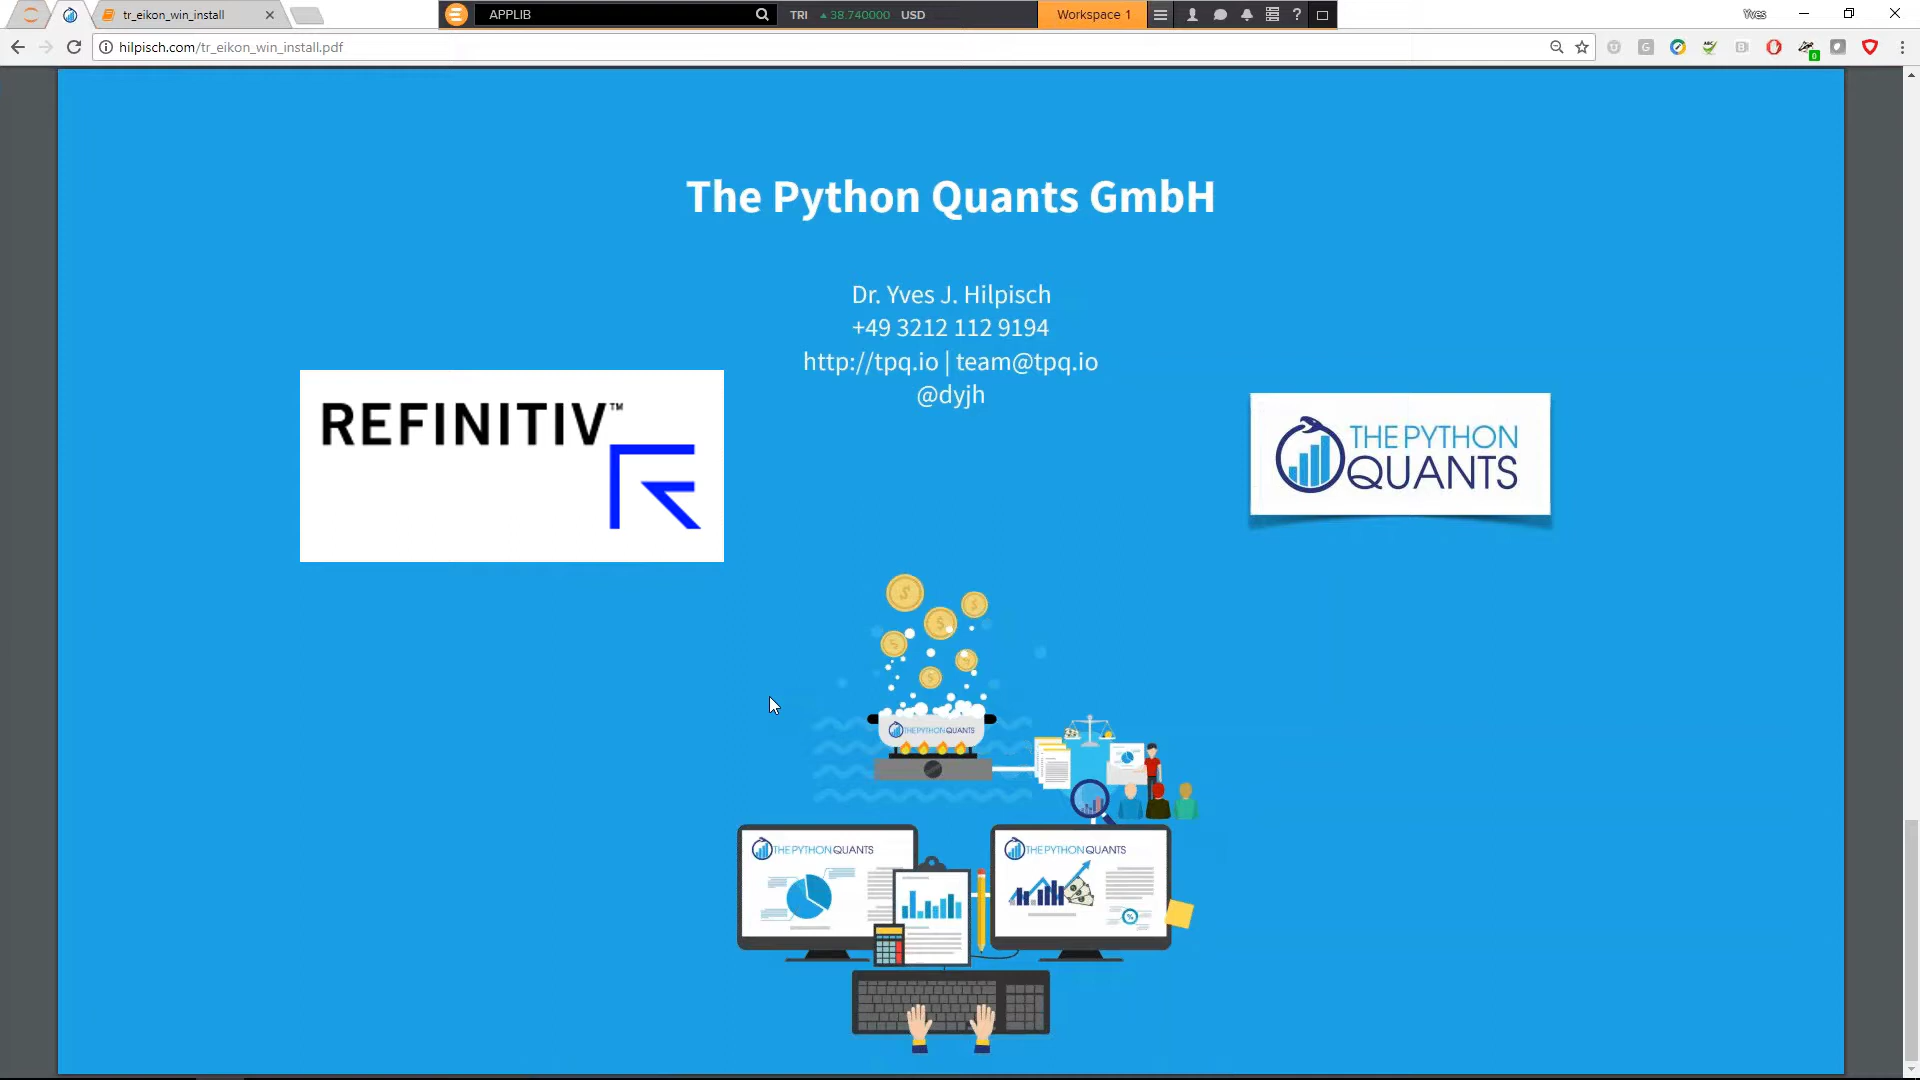 tr_eikon_win_install
APPLIB
TRI 38.740000 USD
Workspace 1
?
Yves
hilpisch.com/tr_eikon_win_install.pdf
0
The Python Quants GmbH
Dr. Yves J. Hilpisch
+49 3212 112 9194
http://tpq.io | team@tpq.io
@dyjh
REFINITIV™
THE PYTHON
QUANTS
THE PYTHON QUANTS
THE PYTHON QUANTS
THE PYTHON QUANTS